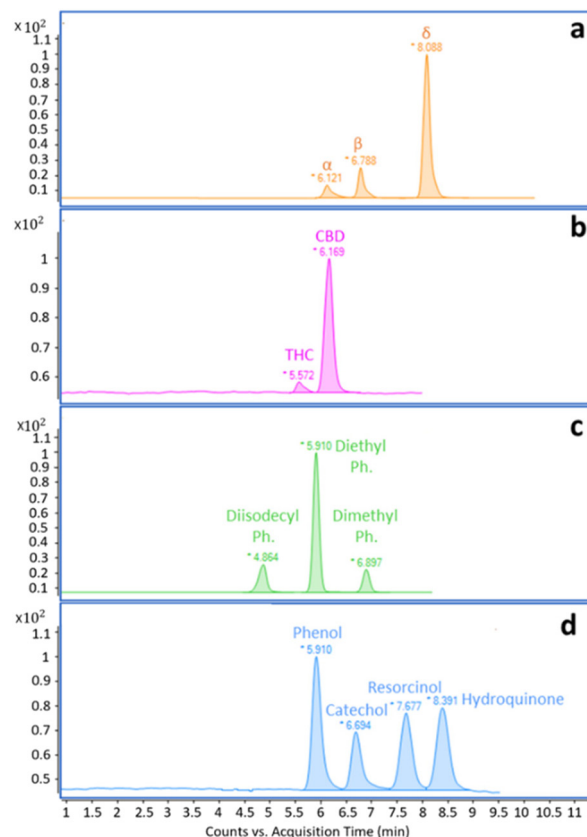 x10²
a
1.1
1
0.9
0.8
0.7
0.6
0.5
0.4
0.3
0.2
0.1
α
* 6.121
β
* 6.788
δ
* 8.088
x10²
b
1
0.9
0.8
0.7
0.6
THC
* 5.572
CBD
* 6.169
x10²
c
1.1
1
0.9
0.8
0.7
0.6
0.5
0.4
0.3
0.2
0.1
Diisodecyl
Ph.
* 4.864
* 5.910 Diethyl
Ph.
Dimethyl
Ph.
* 6.897
x10²
d
1.1
1
0.9
0.8
0.7
0.6
0.5
Phenol
* 5.910
Catechol
* 6.694
Resorcinol
* 7.677
* 8.391 Hydroquinone
1 1.5 2 2.5 3 3.5 4 4.5 5 5.5 6 6.5 7 7.5 8 8.5 9 9.5 10 10.5 11
Counts vs. Acquisition Time (min)